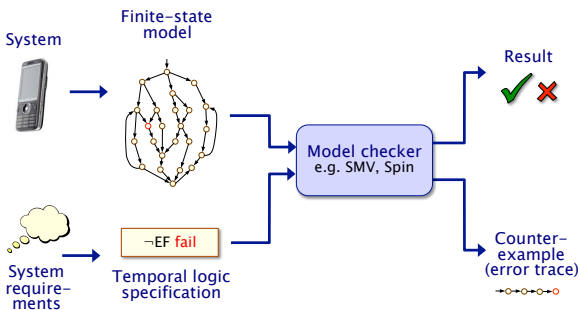 System
Finite-state
model
Result
Model checker
e.g. SMV, Spin
¬EF fail
System
require-
ments
Temporal logic
specification
Counter-
example
(error trace)